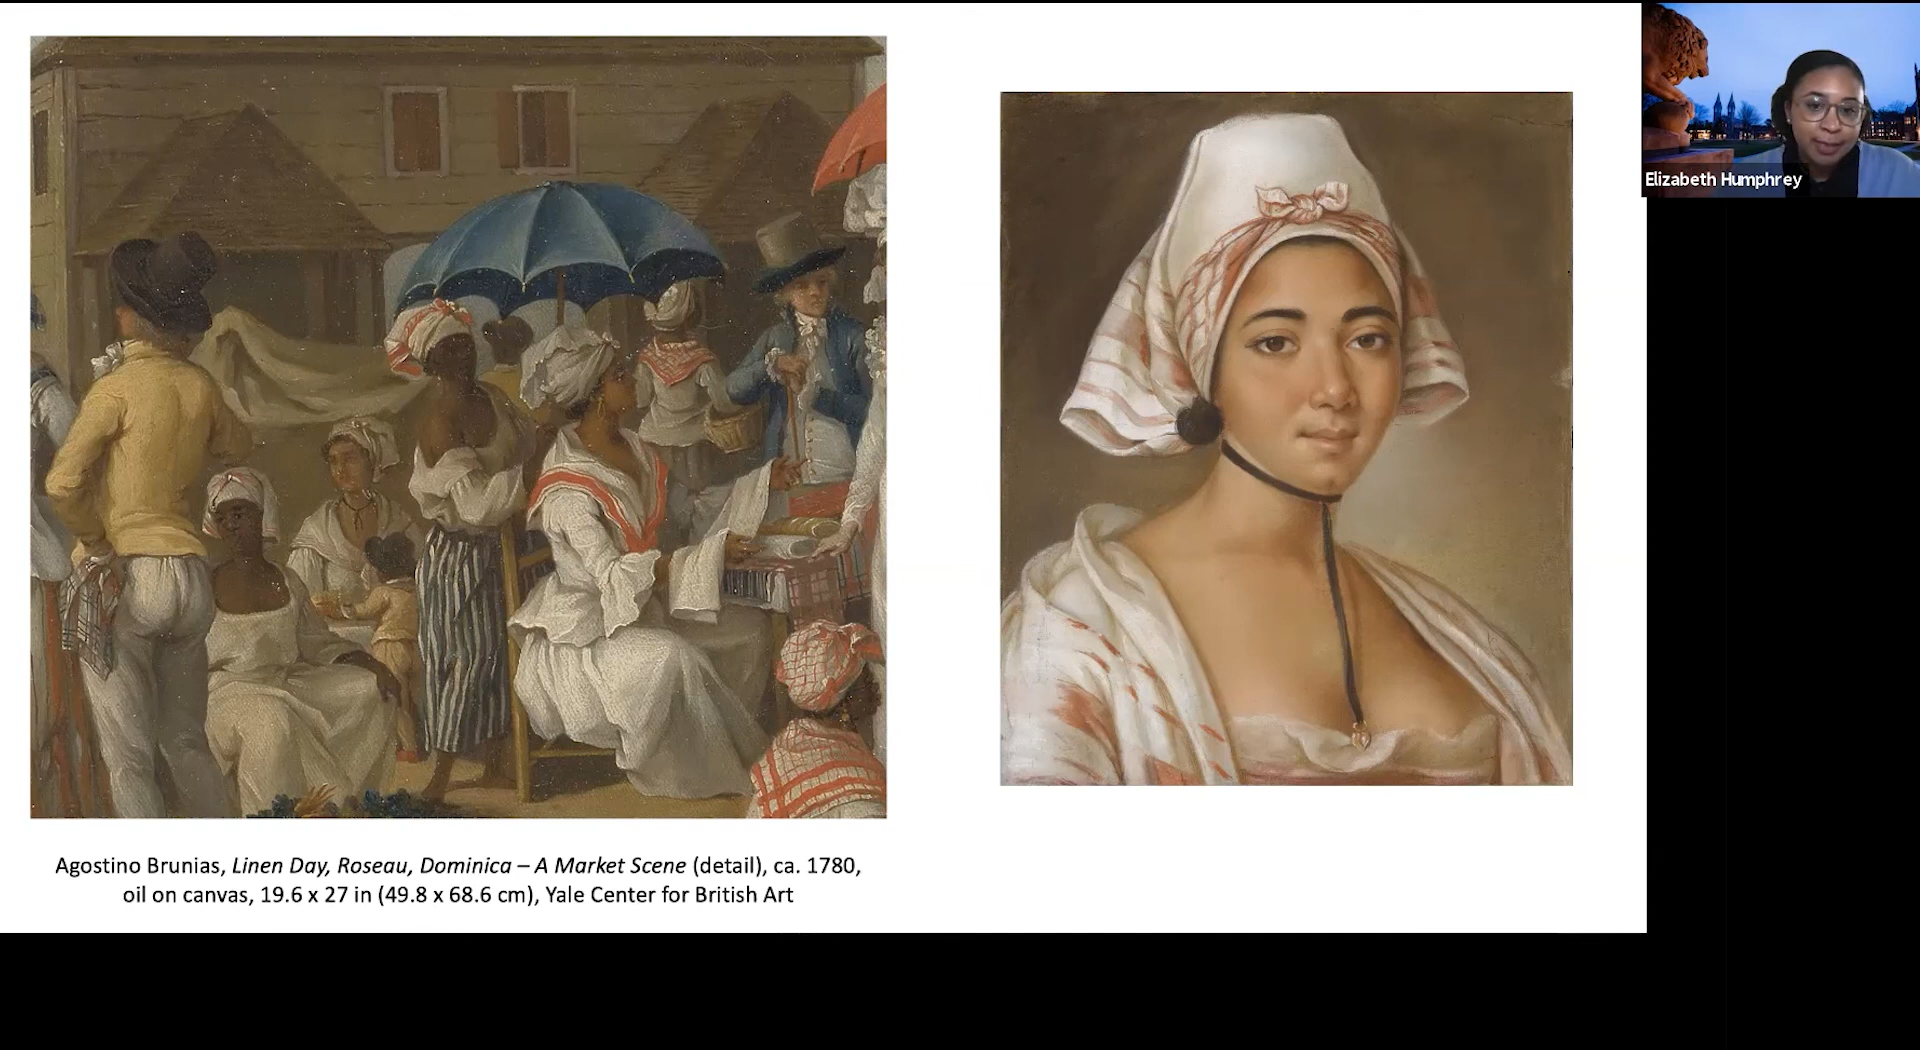 Elizabeth Humphrey
Agostino Brunias, Linen Day, Roseau, Dominica – A Market Scene (detail), ca. 1780,
oil on canvas, 19.6 x 27 in (49.8 x 68.6 cm), Yale Center for British Art